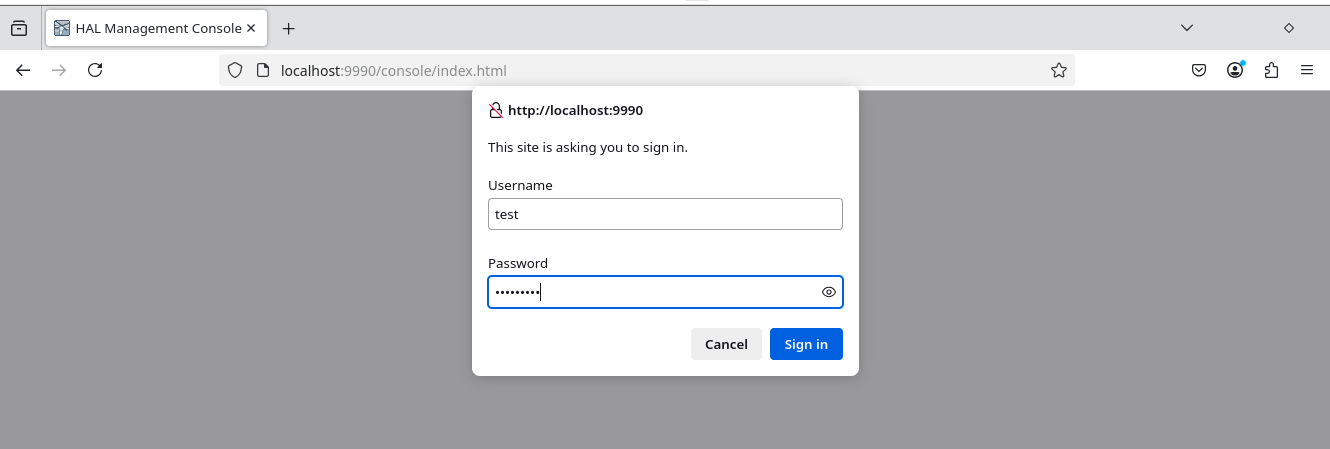 HAL Management Console
localhost:9990/console/index.html
http://localhost:9990
This site is asking you to sign in.
Username
test
Password
•••••••••
Cancel Sign in